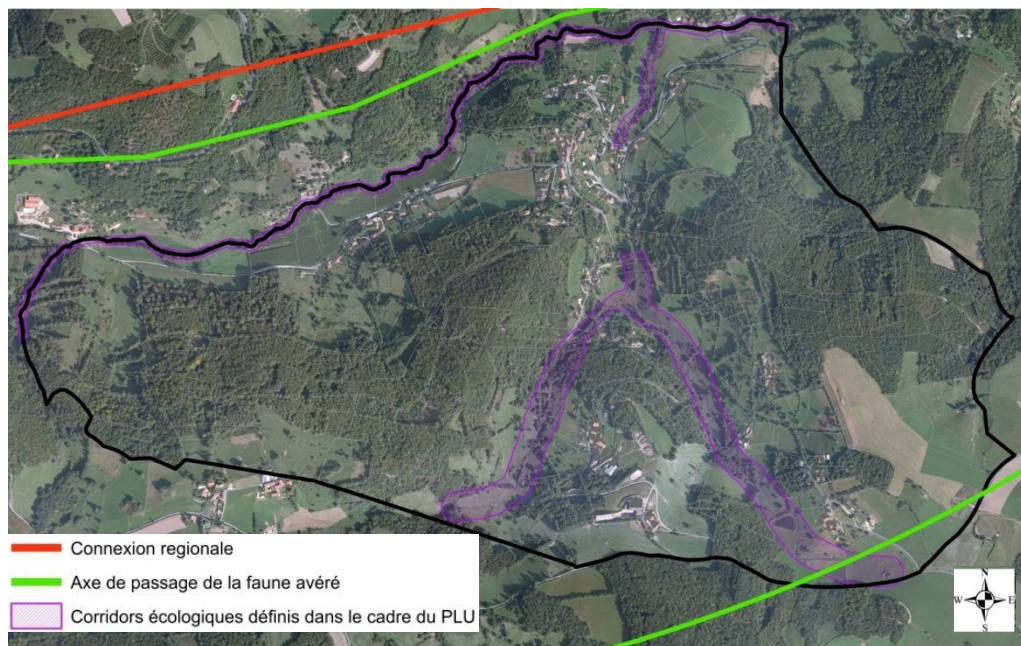 Connexion regionale
Axe de passage de la faune avéré
Corridors écologiques définis dans le cadre du PLU
N
W E
S